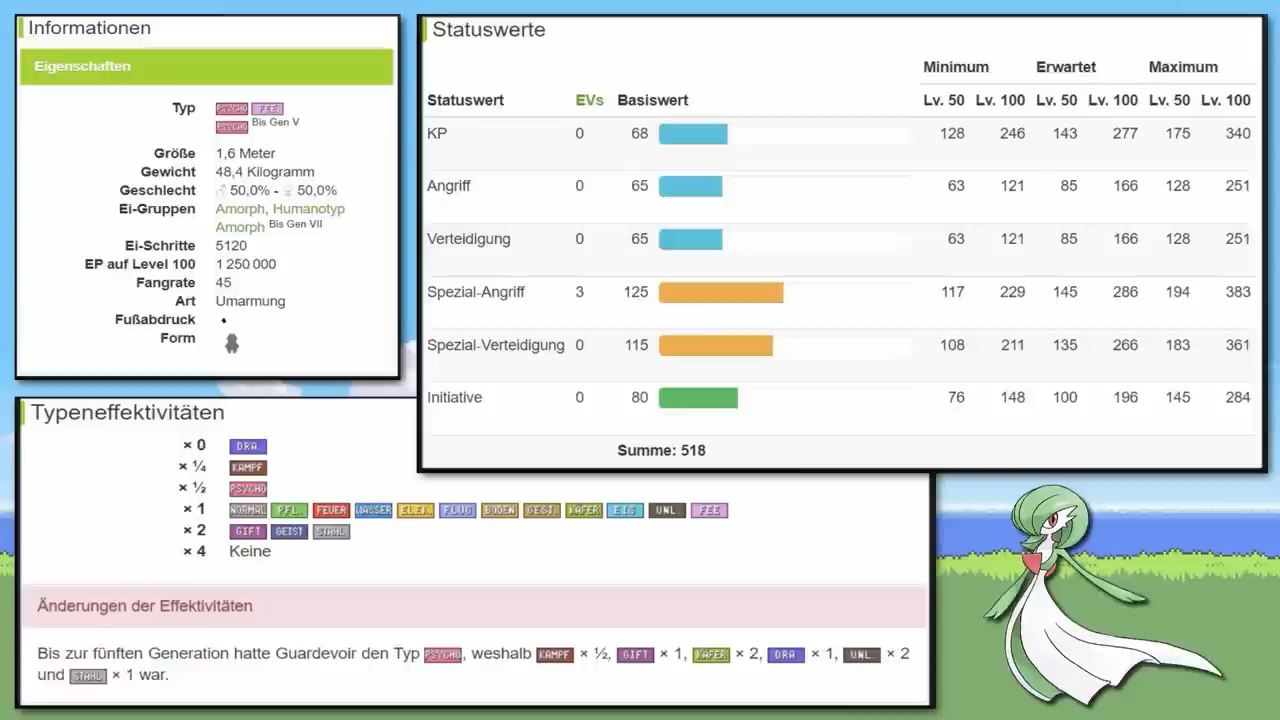 Informationen
Eigenschaften
Typ PSYCHO FEE
PSYCHO Bis Gen V
Größe 1,6 Meter
Gewicht 48,4 Kilogramm
Geschlecht ♂ 50,0% - ♀ 50,0%
Ei-Gruppen Amorph, Humanotyp
Amorph Bis Gen VII
Ei-Schritte 5120
EP auf Level 100 1 250 000
Fangrate 45
Art Umarmung
Fußabdruck
Form
Statuswerte
Minimum Erwartet Maximum
Statuswert EVs Basiswert Lv. 50 Lv. 100 Lv. 50 Lv. 100 Lv. 50 Lv. 100
KP 0 68 128 246 143 277 175 340
Angriff 0 65 63 121 85 166 128 251
Verteidigung 0 65 63 121 85 166 128 251
Spezial-Angriff 3 125 117 229 145 286 194 383
Spezial-Verteidigung 0 115 108 211 135 266 183 361
Initiative 0 80 76 148 100 196 145 284
Summe: 518
Typeneffektivitäten
× 0 DRA
× ¼ KAMPF
× ½ PSYCHO
× 1 NORMAL PFL. FEUER WASSER ELEK. FLUG BODEN GEST. KÄFER EIS UNL. FEE
× 2 GIFT GEIST STAHL
× 4 Keine
Änderungen der Effektivitäten
Bis zur fünften Generation hatte Guardevoir den Typ PSYCHO, weshalb KAMPF × ½, GIFT × 1, KÄFER × 2, DRA × 1, UNL × 2
und STAHL × 1 war.